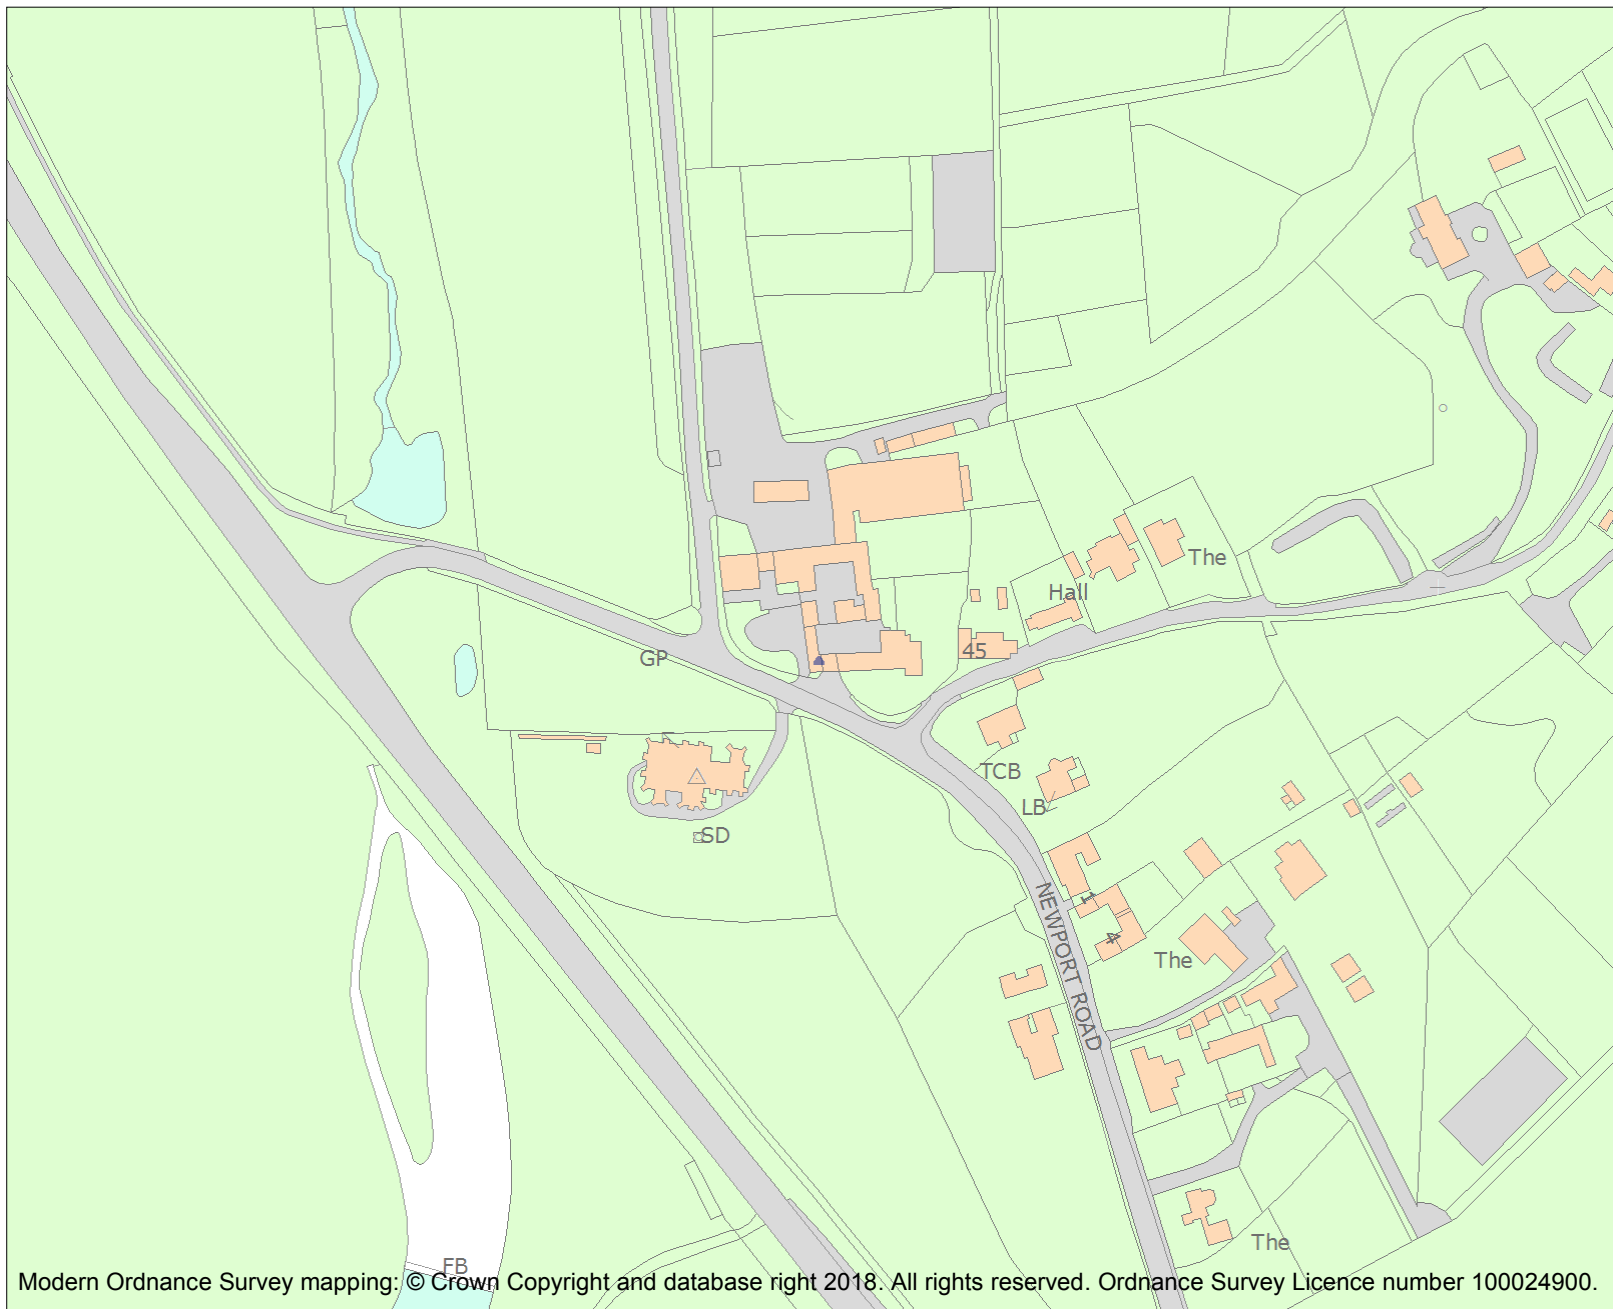 The
Hall
45
GP
TCB
LB
SD
NEWPORT ROAD
1
4
The
The
FB
Modern Ordnance Survey mapping: © Crown Copyright and database right 2018. All rights reserved. Ordnance Survey Licence number 100024900.